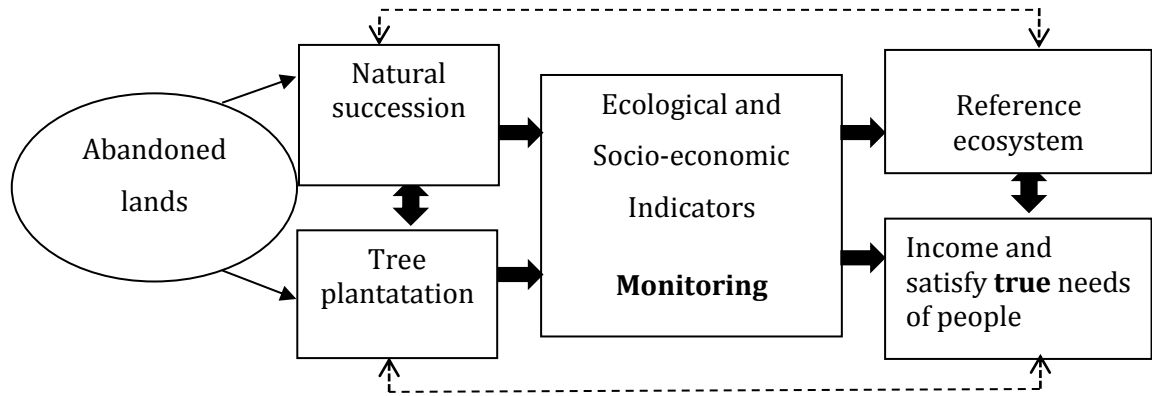 Abandoned
lands
Natural
succession
Tree
plantatation
Ecological and
Socio-economic
Indicators
Monitoring
Reference
ecosystem
Income and
satisfy true needs
of people